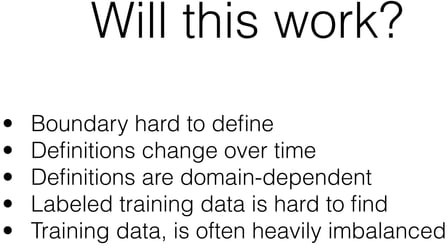 Will this work?
• Boundary hard to define
• Definitions change over time
• Definitions are domain-dependent
• Labeled training data is hard to find
• Training data, is often heavily imbalanced